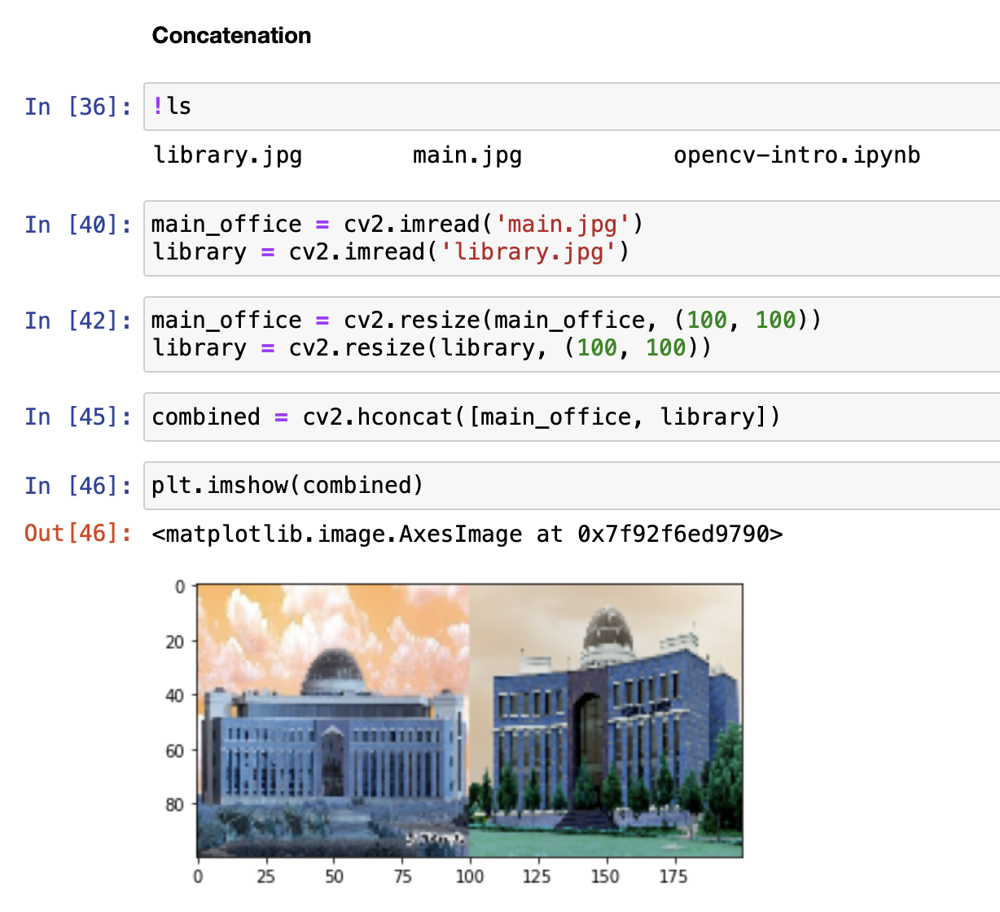 Concatenation
In [36]: !ls
library.jpg main.jpg opencv-intro.ipynb
In [40]: main_office = cv2.imread('main.jpg')
library = cv2.imread('library.jpg')
In [42]: main_office = cv2.resize(main_office, (100, 100))
library = cv2.resize(library, (100, 100))
In [45]: combined = cv2.hconcat([main_office, library])
In [46]: plt.imshow(combined)
Out[46]: <matplotlib.image.AxesImage at 0x7f92f6ed9790>
0
20
40
60
80
0 25 50 75 100 125 150 175